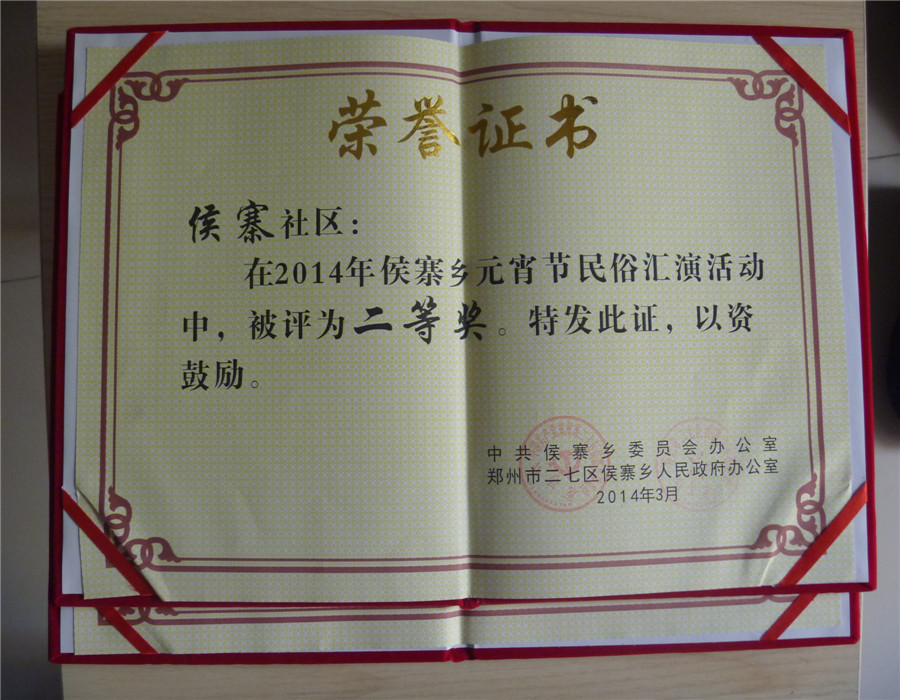 荣誉证书
侯寨社区：
在2014年侯寨乡元宵节民俗汇演活动
中，被评为二等奖。特发此证，以资
鼓励。
中共侯寨乡委员会办公室
郑州市二七区侯寨乡人民政府办公室
2014年3月